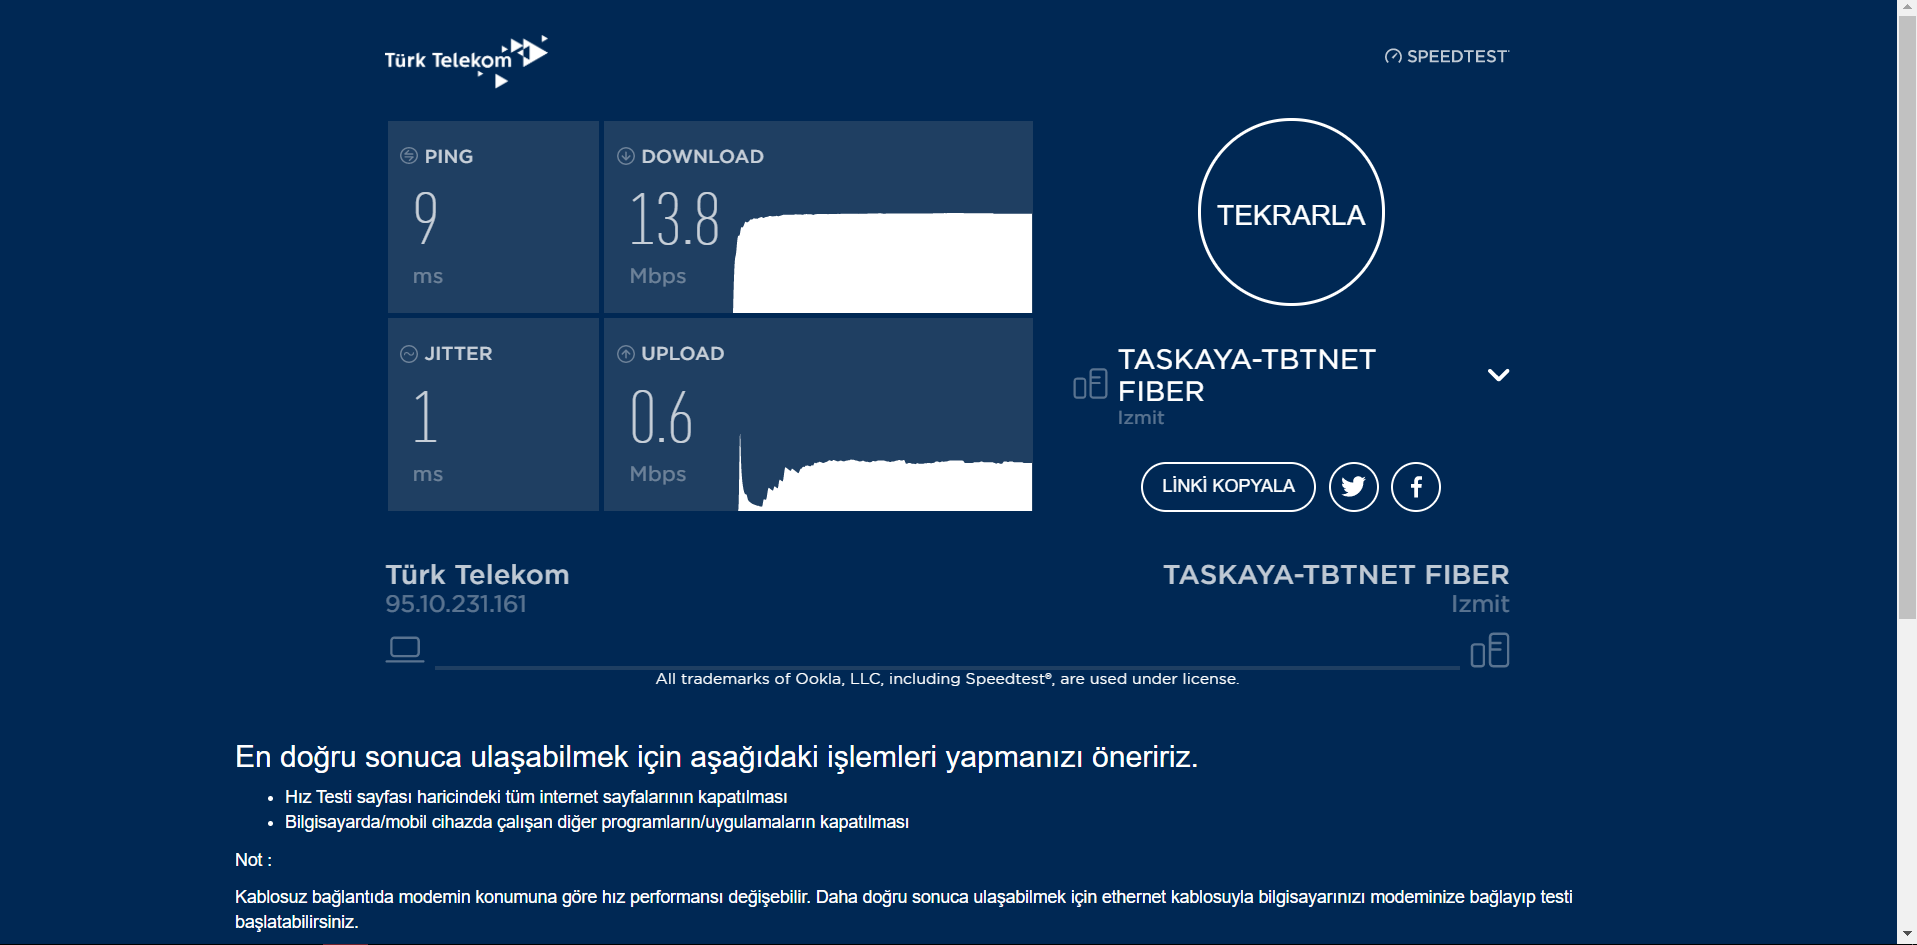 Türk Telekom
SPEEDTEST
PING
9
ms
DOWNLOAD
13.8
Mbps
JITTER
1
ms
UPLOAD
0.6
Mbps
TEKRARLA
TASKAYA-TBTNET
FIBER
Izmit
LİNKİ KOPYALA
Türk Telekom
95.10.231.161
TASKAYA-TBTNET FIBER
Izmit
All trademarks of Ookla, LLC, including Speedtest®, are used under license.
En doğru sonuca ulaşabilmek için aşağıdaki işlemleri yapmanızı öneririz.
• Hız Testi sayfası haricindeki tüm internet sayfalarının kapatılması
• Bilgisayarda/mobil cihazda çalışan diğer programların/uygulamaların kapatılması
Not :
Kablosuz bağlantıda modemin konumuna göre hız performansı değişebilir. Daha doğru sonuca ulaşabilmek için ethernet kablosuyla bilgisayarınızı modeminize bağlayıp testi
başlatabilirsiniz.